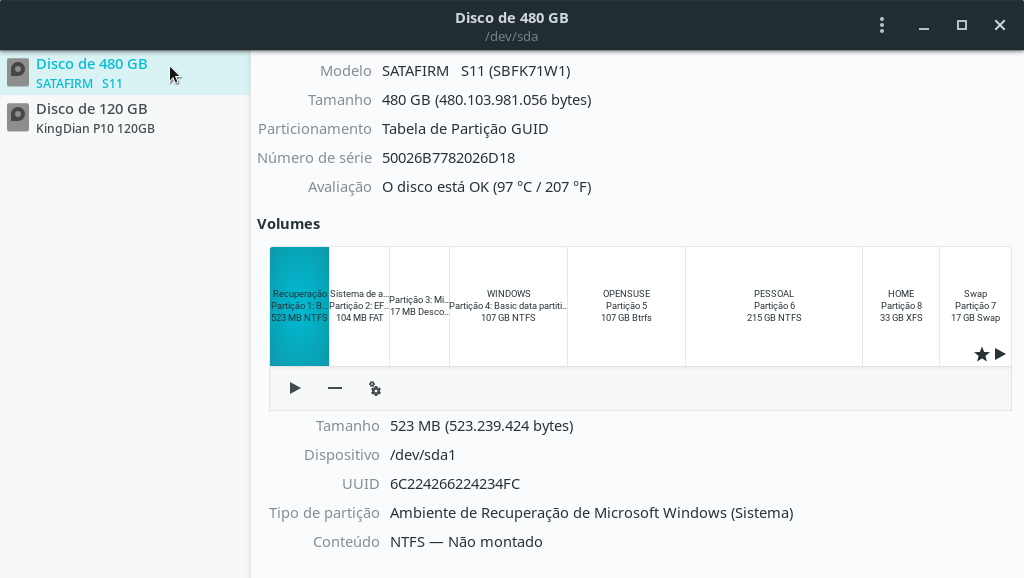 Disco de 480 GB
/dev/sda
Disco de 480 GB
SATAFIRM   S11
Disco de 120 GB
KingDian P10 120GB
Modelo SATAFIRM   S11 (SBFK71W1)
Tamanho 480 GB (480.103.981.056 bytes)
Particionamento Tabela de Partição GUID
Número de série 50026B7782026D18
Avaliação O disco está OK (97 °C / 207 °F)
Volumes
Recuperação
Partição 1: B...
523 MB NTFS
Sistema de a...
Partição 2: EF...
104 MB FAT
Partição 3: Mi...
17 MB Desco...
WINDOWS
Partição 4: Basic data partiti...
107 GB NTFS
OPENSUSE
Partição 5
107 GB Btrfs
PESSOAL
Partição 6
215 GB NTFS
HOME
Partição 8
33 GB XFS
Swap
Partição 7
17 GB Swap
Tamanho 523 MB (523.239.424 bytes)
Dispositivo /dev/sda1
UUID 6C224266224234FC
Tipo de partição Ambiente de Recuperação de Microsoft Windows (Sistema)
Conteúdo NTFS — Não montado